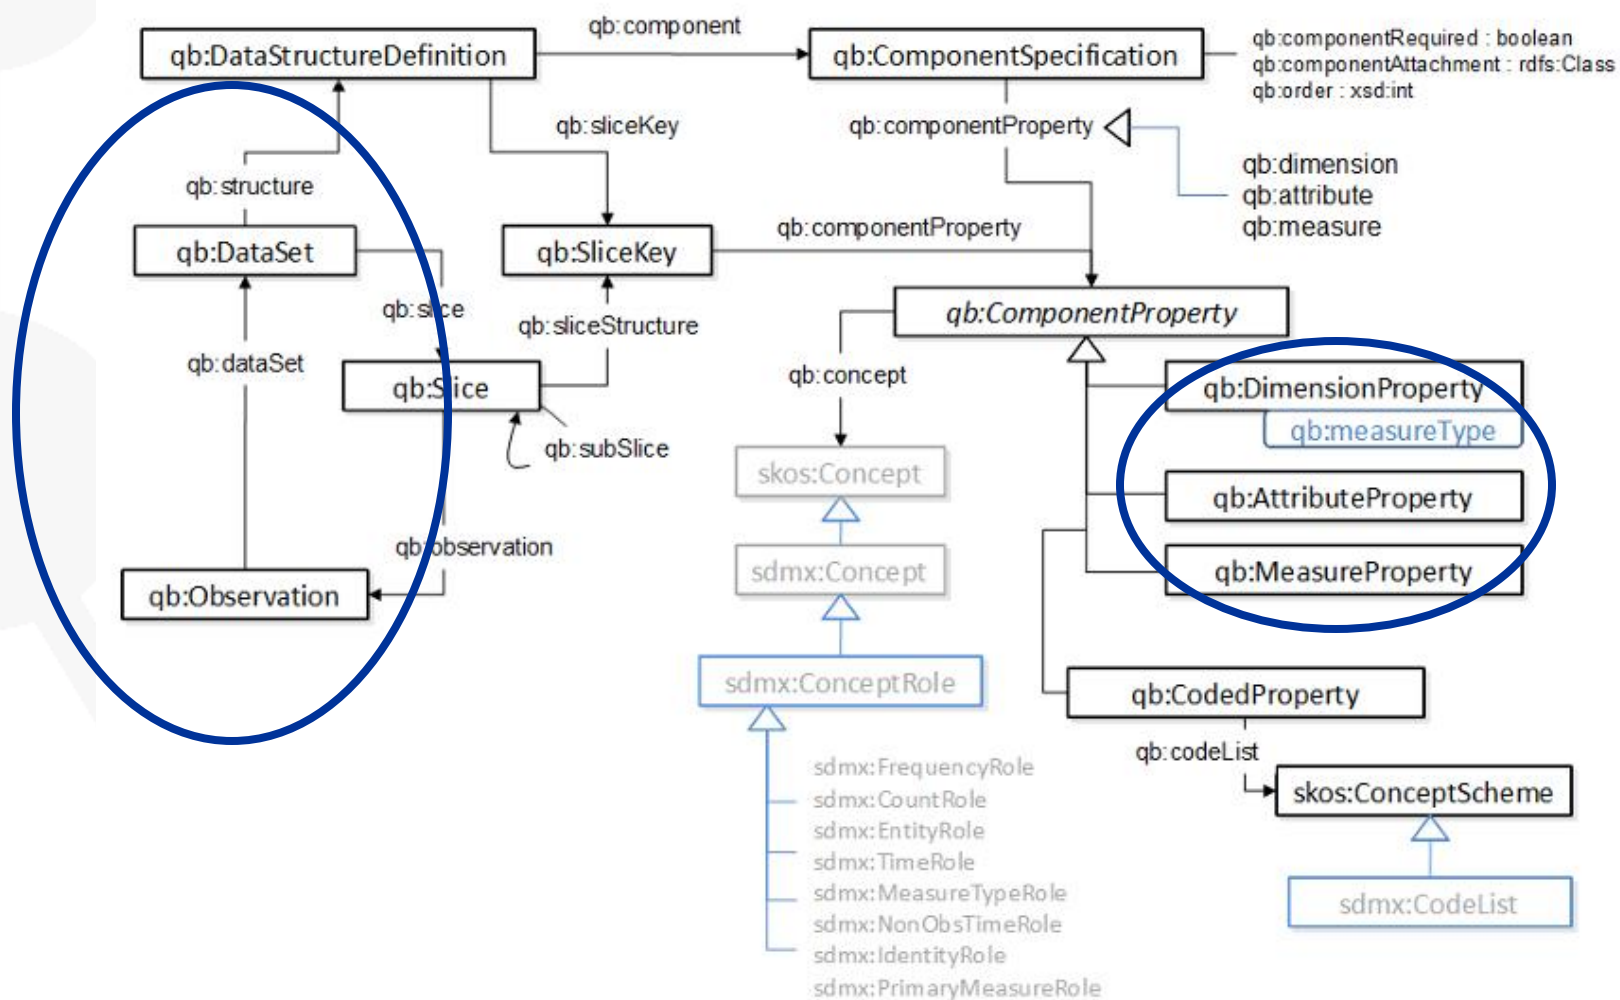 qb:component
qb:DataStructureDefinition
qb:ComponentSpecification
qb:componentRequired : boolean
qb:componentAttachment : rdfs:Class
qb:order : xsd:int
qb:sliceKey
qb:componentProperty
qb:dimension
qb:attribute
qb:measure
qb:structure
qb:DataSet
qb:SliceKey
qb:componentProperty
qb:slice
qb:sliceStructure
qb:ComponentProperty
qb:dataSet
qb:Slice
qb:concept
qb:DimensionProperty
qb:measureType
qb:subSlice
skos:Concept
qb:AttributeProperty
qb:observation
sdmx:Concept
qb:MeasureProperty
qb:Observation
sdmx:ConceptRole
qb:CodedProperty
qb:codeList
skos:ConceptScheme
sdmx:FrequencyRole
sdmx:CountRole
sdmx:EntityRole
sdmx:TimeRole
sdmx:MeasureTypeRole
sdmx:NonObsTimeRole
sdmx:IdentityRole
sdmx:PrimaryMeasureRole
sdmx:CodeList